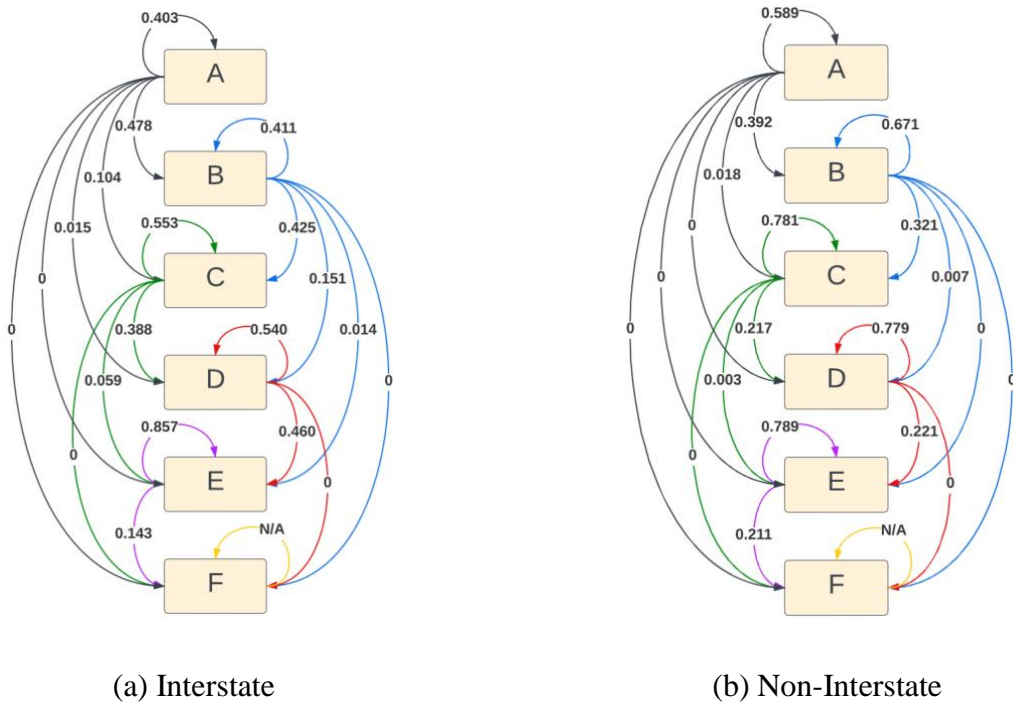 0.403
A
0.478
0.411
B
0.104
0.015
0.553
0.425
C
0
0.151
0
0.388
0.540
0.014
D
0.059
0
0.857
0.460
0
E
0
0.143
N/A
F
(a) Interstate
0.589
A
0.392
0.671
B
0.018
0
0.781
0.321
C
0
0.007
0
0.217
0.779
0
D
0.003
0
0.789
0.221
0
E
0
0.211
N/A
F
(b) Non-Interstate